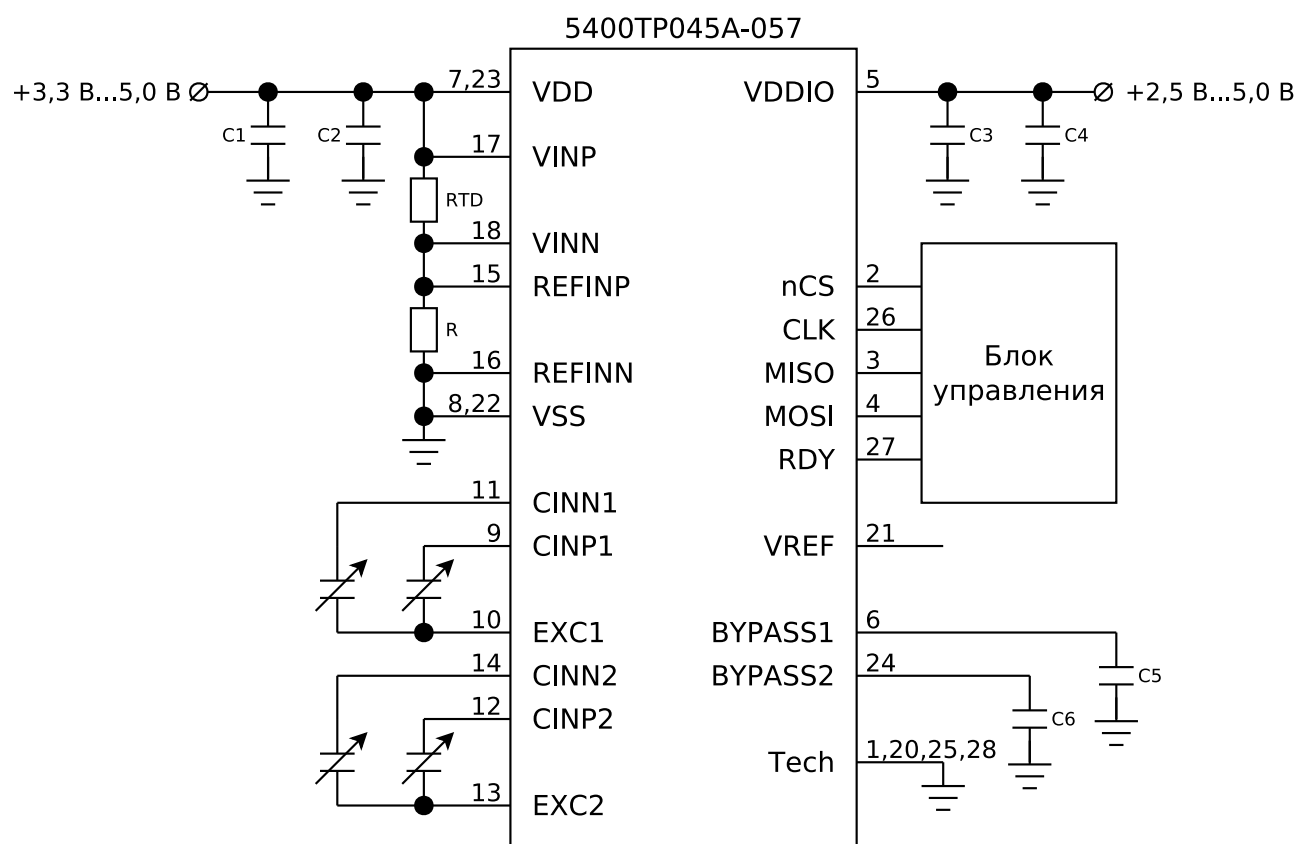 5400TP045A-057
+3,3 В...5,0 В
7,23
VDD
VDDIO
5
+2,5 В...5,0 В
C1
C2
C3
C4
17
VINP
RTD
18
VINN
15
REFINP
nCS
2
R
CLK
26
16
REFINN
MISO
3
8,22
VSS
MOSI
4
RDY
27
Блок
управления
11
CINN1
9
CINP1
VREF
21
10
EXC1
BYPASS1
6
14
CINN2
BYPASS2
24
C5
12
CINP2
C6
Tech
1,20,25,28
13
EXC2